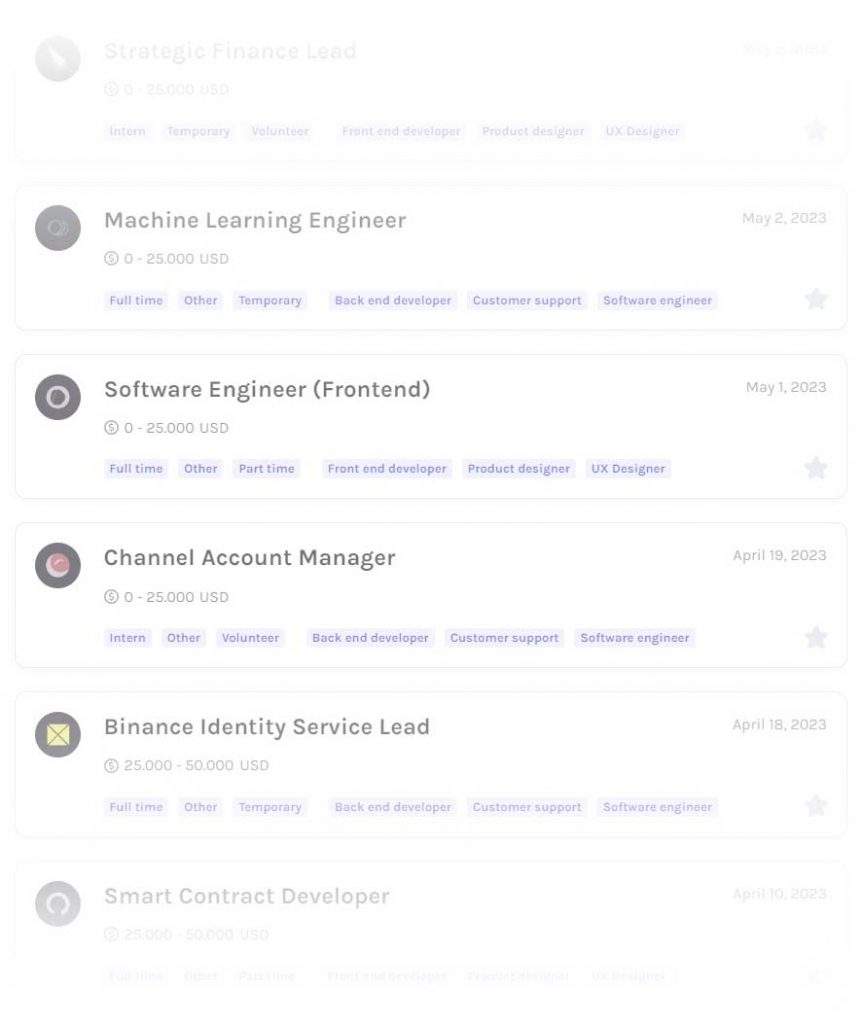 Strategic Finance Lead
May 2, 2023
0 - 25.000 USD
Intern Temporary Volunteer Front end developer Product designer UX Designer
Machine Learning Engineer
May 2, 2023
0 - 25.000 USD
Full time Other Temporary Back end developer Customer support Software engineer
Software Engineer (Frontend)
May 1, 2023
0 - 25.000 USD
Full time Other Part time Front end developer Product designer UX Designer
Channel Account Manager
April 19, 2023
0 - 25.000 USD
Intern Other Volunteer Back end developer Customer support Software engineer
Binance Identity Service Lead
April 18, 2023
25.000 - 50.000 USD
Full time Other Temporary Back end developer Customer support Software engineer
Smart Contract Developer
April 10, 2023
25.000 - 50.000 USD
Full time Other Part time Front end developer Product designer UX Designer